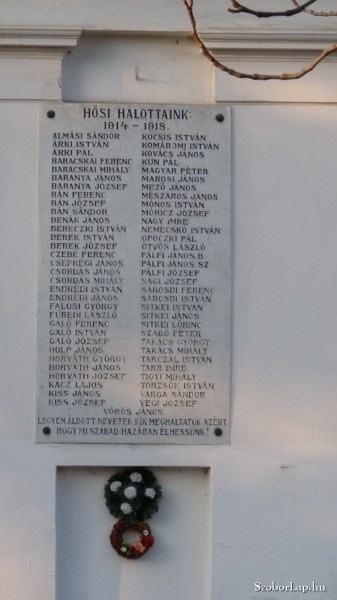 HŐSI HALOTTAINK:
1914 - 1918.
ALMÁSI SÁNDOR
ÁRKI ISTVÁN
ÁRKI PÁL
BARACSKAI FERENC
BARACSKAI MIHÁLY
BARANYA JÁNOS
BARANYA JÓZSEF
BÁN FERENC
BÁN JÓZSEF
BÁN SÁNDOR
BENÁK JÁNOS
BERECZKI ISTVÁN
BEREK ISTVÁN
BEREK JÓZSEF
CZEBE FERENC
CSEFREGI JÁNOS
CSORDÁS JÁNOS
CSORDÁS MIHÁLY
ENDRÉDI ISTVÁN
ENDRÉDI JÁNOS
FALUSI GYÖRGY
FÜREDI LÁSZLÓ
GALÓ FERENC
GALÓ ISTVÁN
GALÓ JÓZSEF
HOLP JÁNOS
HORVÁTH GYÖRGY
HORVÁTH JÁNOS
HORVÁTH JÓZSEF
KÁCZ LAJOS
KISS JÁNOS
KISS JÓZSEF
KOCSIS ISTVÁN
KOMÁROMI ISTVÁN
KOVÁCS JÁNOS
KUN PÁL
MAGYAR PÉTER
MAROSI JÁNOS
MEZŐ JÁNOS
MÉSZÁROS JÁNOS
MÓNOS ISTVÁN
MÓRICZ JÓZSEF
NAGY IMRE
NEMECSKÓ ISTVÁN
OPOCZKI PÁL
ÖTVÖS LÁSZLÓ
PÁLFI JÁNOS B.
PÁLFI JÁNOS SZ.
PÁLFI JÓZSEF
SÁGI JÓZSEF
SÁROSDI FERENC
SÁROSDI ISTVÁN
SITKEI ISTVÁN
SITKEI JÁNOS
SITKEI LŐRINC
SZABÓ PÉTER
TAKÁCS GYÖRGY
TAKÁCS MIHÁLY
TARCZAL ISTVÁN
TARR IMRE
TIGYI MIHÁLY
TÖRZSÖK ISTVÁN
VARGA SÁNDOR
VÉGI JÓZSEF
VÖRÖS JÁNOS
LEGYEN ÁLDOTT NEVETEK, KIK MEGHALTATOK AZÉRT
HOGY MI SZABAD HAZÁBAN ÉLHESSÜNK!
SzoborLap.hu